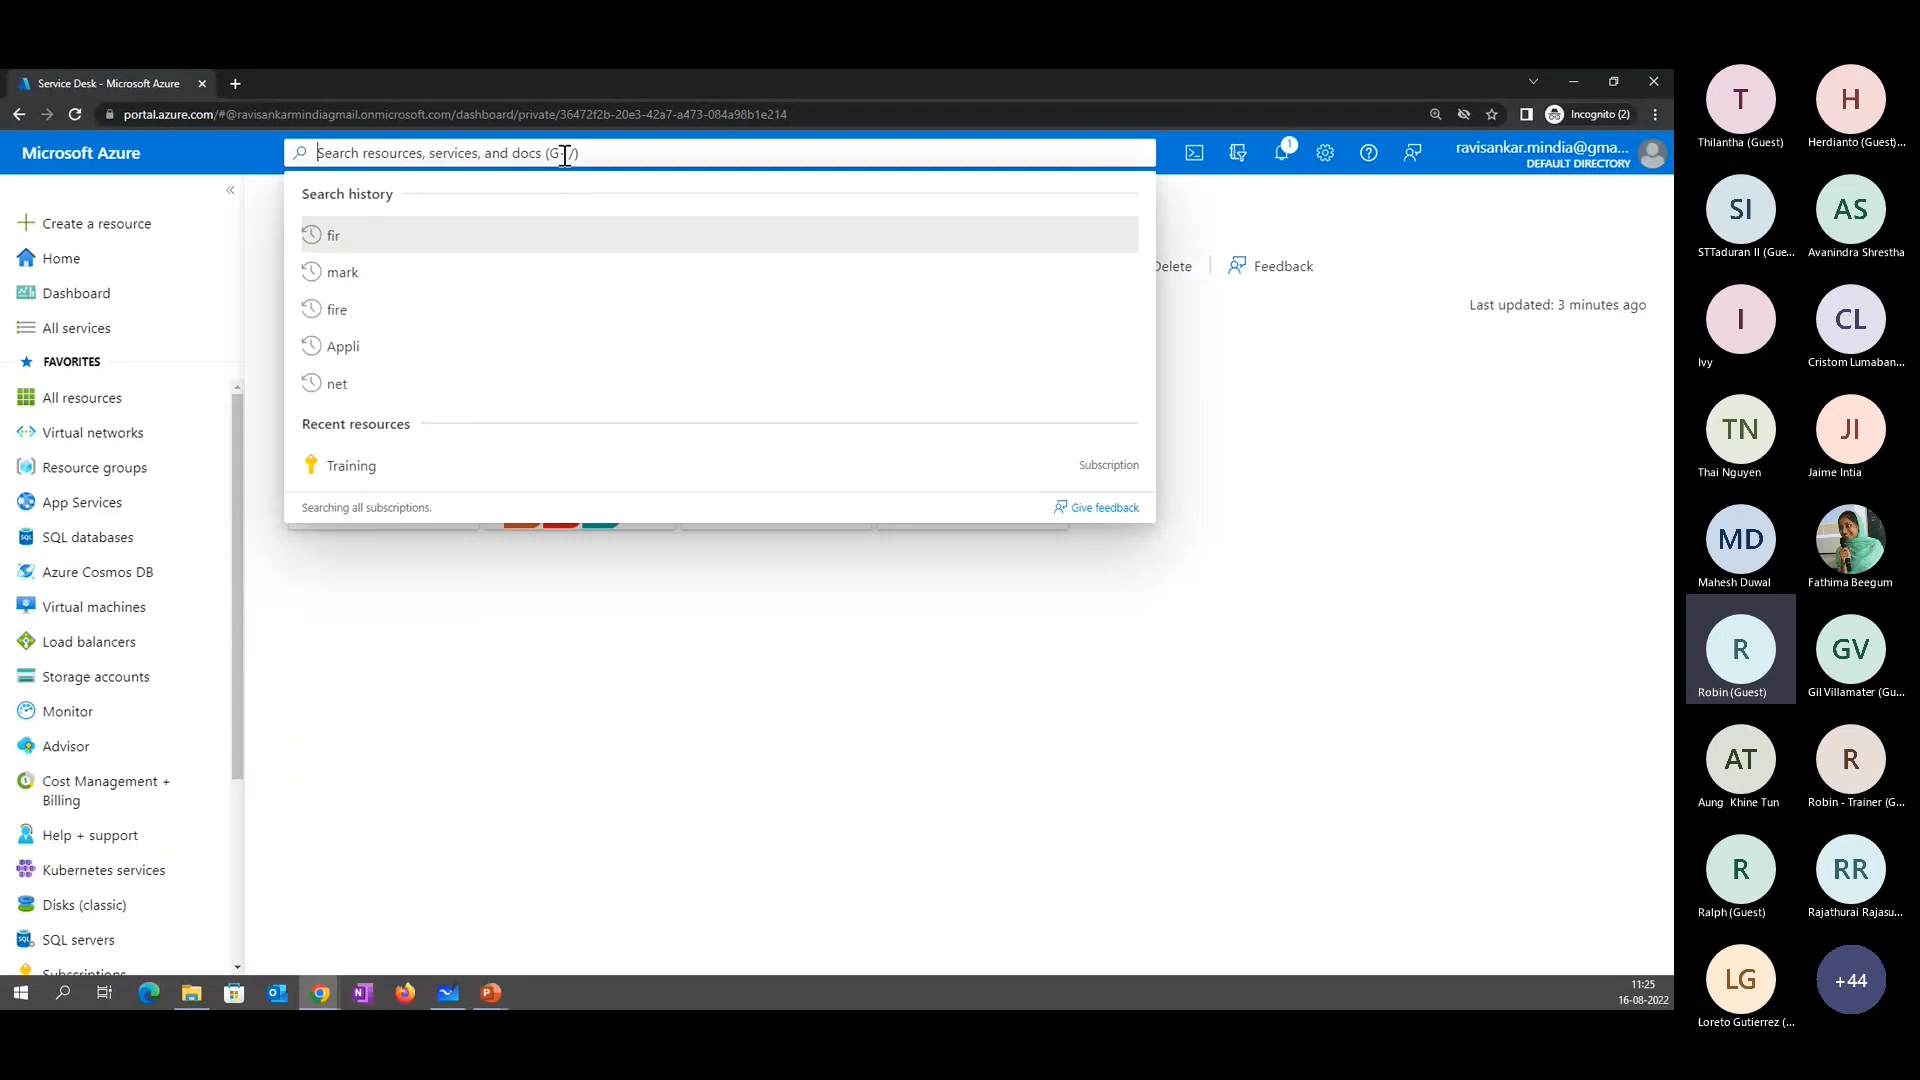 Service Desk - Microsoft Azure
portal.azure.com/#@ravisankarmindiagmail.onmicrosoft.com/dashboard/private/36472f2b-20e3-42a7-a473-084a98b1e214
Incognito (2)
Microsoft Azure
Search resources, services, and docs (G+/)
1
ravisankar.mindia@gma...
DEFAULT DIRECTORY
Create a resource
Home
Dashboard
All services
FAVORITES
All resources
Virtual networks
Resource groups
App Services
SQL databases
Azure Cosmos DB
Virtual machines
Load balancers
Storage accounts
Monitor
Advisor
Cost Management +
Billing
Help + support
Kubernetes services
Disks (classic)
SQL servers
Subscriptions
Search history
fir
mark
fire
Appli
net
Recent resources
Training
Subscription
Searching all subscriptions.
Give feedback
Delete
Feedback
Last updated: 3 minutes ago
11:25
16-08-2022
T
Thilantha (Guest)
H
Herdianto (Guest)...
SI
STTaduran II (Gue...
AS
Avanindra Shrestha
I
Ivy
CL
Cristom Lumaban...
TN
Thai Nguyen
JI
Jaime Intia
MD
Mahesh Duwal
Fathima Beegum
R
Robin (Guest)
GV
Gil Villamater (Gu...
AT
Aung Khine Tun
R
Robin - Trainer (G...
R
Ralph (Guest)
RR
Rajathurai Rajasu...
LG
Loreto Gutierrez (...
+44